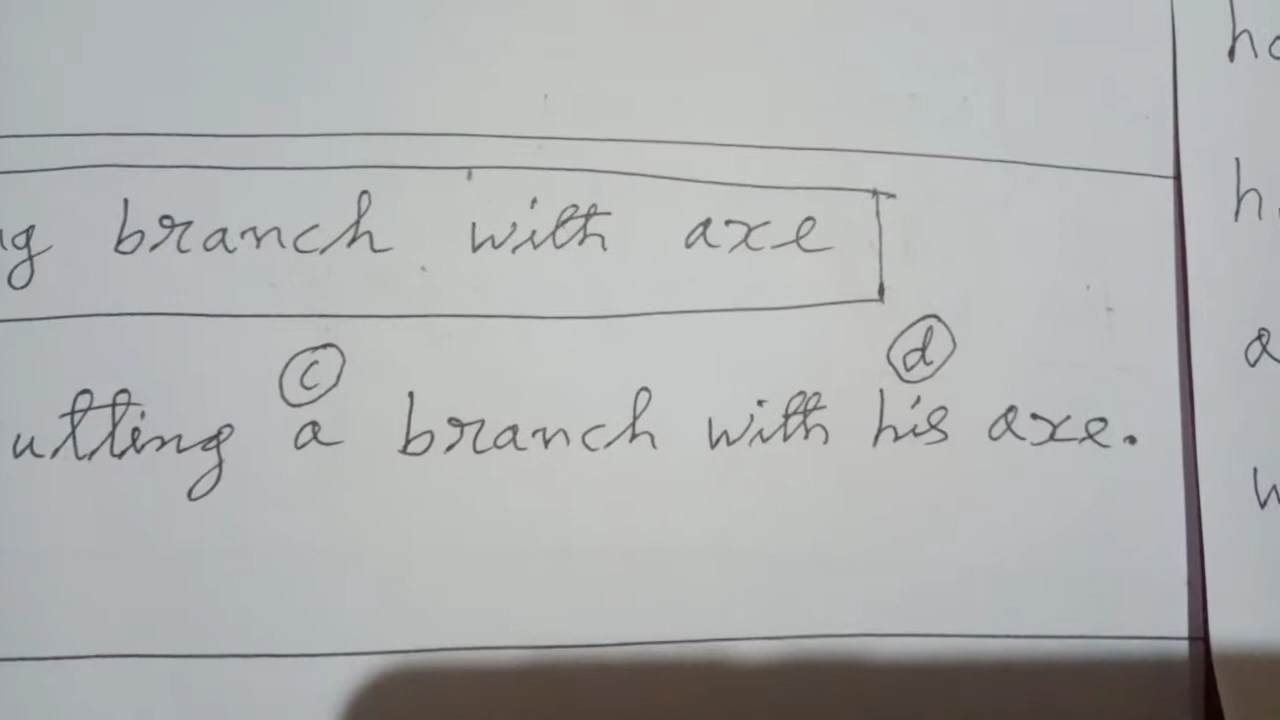 branch with axe
c d
utting a branch with his axe.